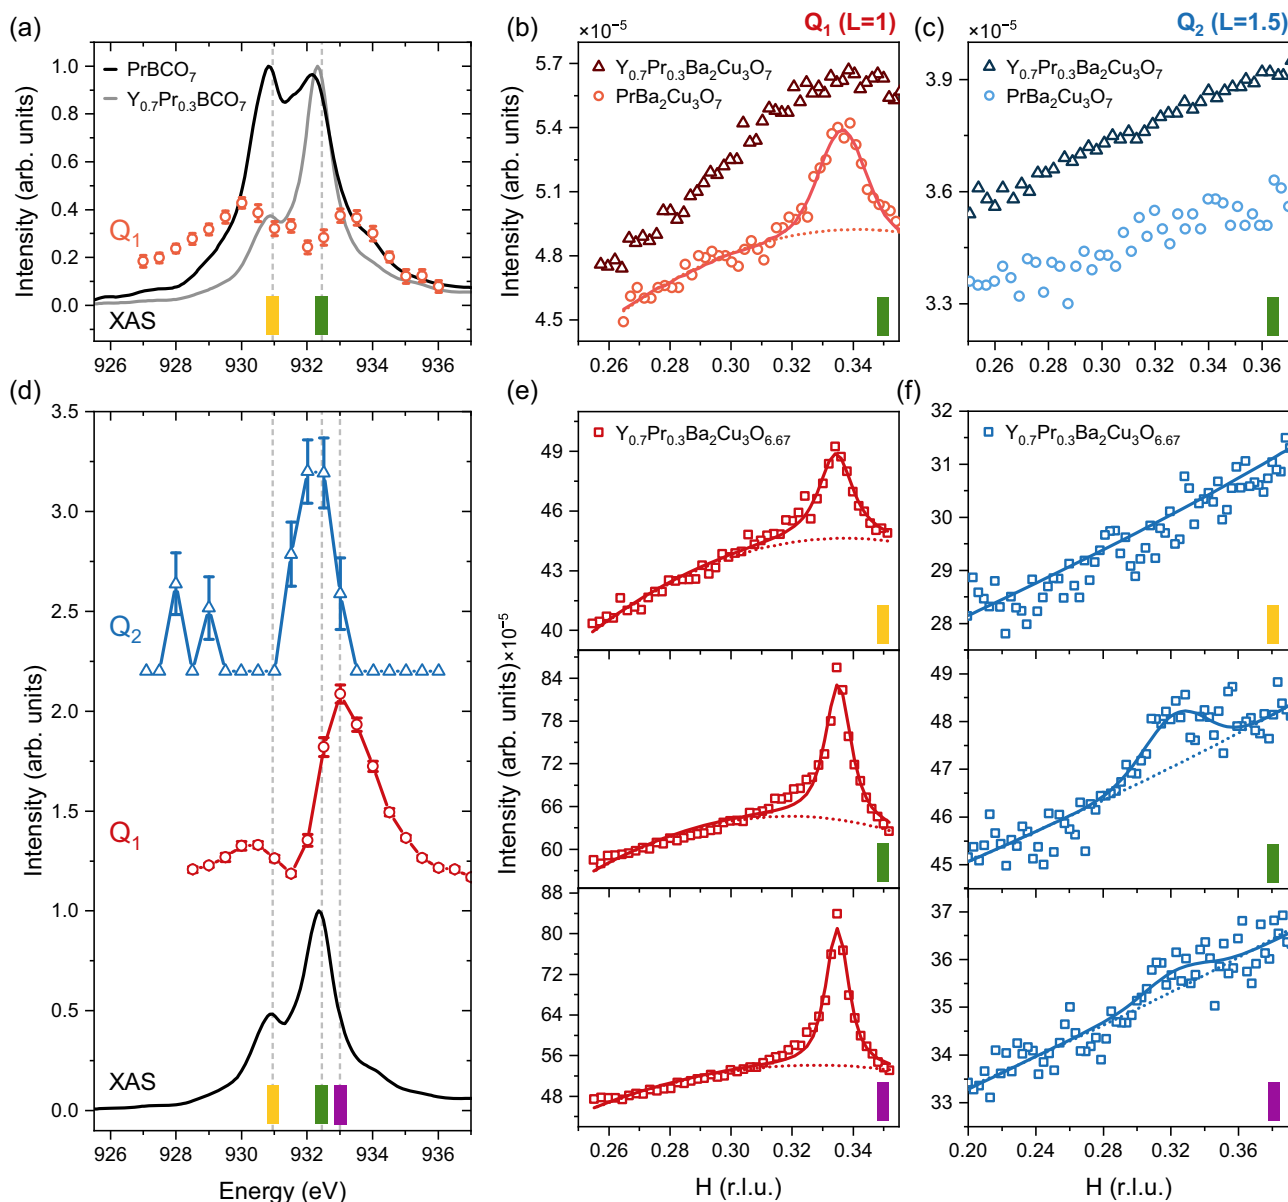 (a)
PrBCO₇
Y₀.₇Pr₀.₃BCO₇
Q₁
XAS
Intensity (arb. units)
1.0
0.8
0.6
0.4
0.2
0.0
926 928 930 932 934 936
(b)
×10⁻⁵
Q₁ (L=1)
Y₀.₇Pr₀.₃Ba₂Cu₃O₇
PrBa₂Cu₃O₇
Intensity (arb. units)
5.7
5.4
5.1
4.8
4.5
0.26 0.28 0.30 0.32 0.34
(c)
×10⁻⁵
Q₂ (L=1.5)
Y₀.₇Pr₀.₃Ba₂Cu₃O₇
PrBa₂Cu₃O₇
Intensity (arb. units)
3.9
3.6
3.3
0.26 0.28 0.30 0.32 0.34 0.36
(d)
Q₂
Q₁
XAS
Intensity (arb. units)
3.5
3.0
2.5
2.0
1.5
1.0
0.5
0.0
926 928 930 932 934 936
Energy (eV)
(e)
Y₀.₇Pr₀.₃Ba₂Cu₃O₆.₆₇
Intensity (arb. units)×10⁻⁵
49
46
43
40
85
66
63
60
88
80
72
56
52
48
0.26 0.28 0.30 0.32 0.34
H (r.l.u.)
(f)
Y₀.₇Pr₀.₃Ba₂Cu₃O₆.₆₇
32
31
30
29
28
48
47
46
45
37
36
35
34
33
0.20 0.24 0.28 0.32 0.36
H (r.l.u.)